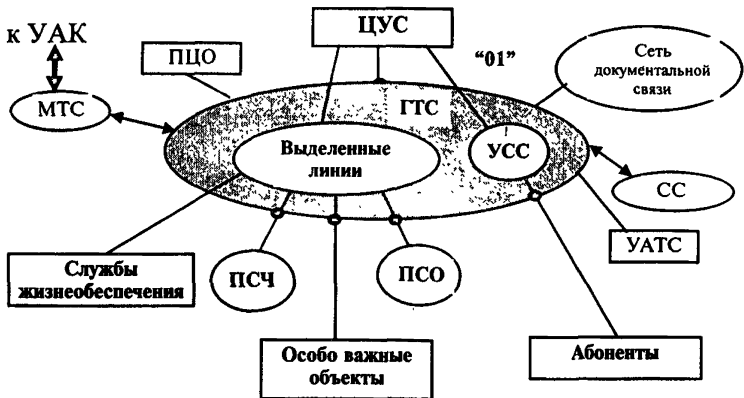 ЦУС
к УАК
ПЦО
“01”
Сеть
документальной
связи
МТС
ГТС
Выделенные
линии
УСС
СС
УАТС
Службы
жизнеобеспечения
ПСЧ
ПСО
Особо важные
объекты
Абоненты